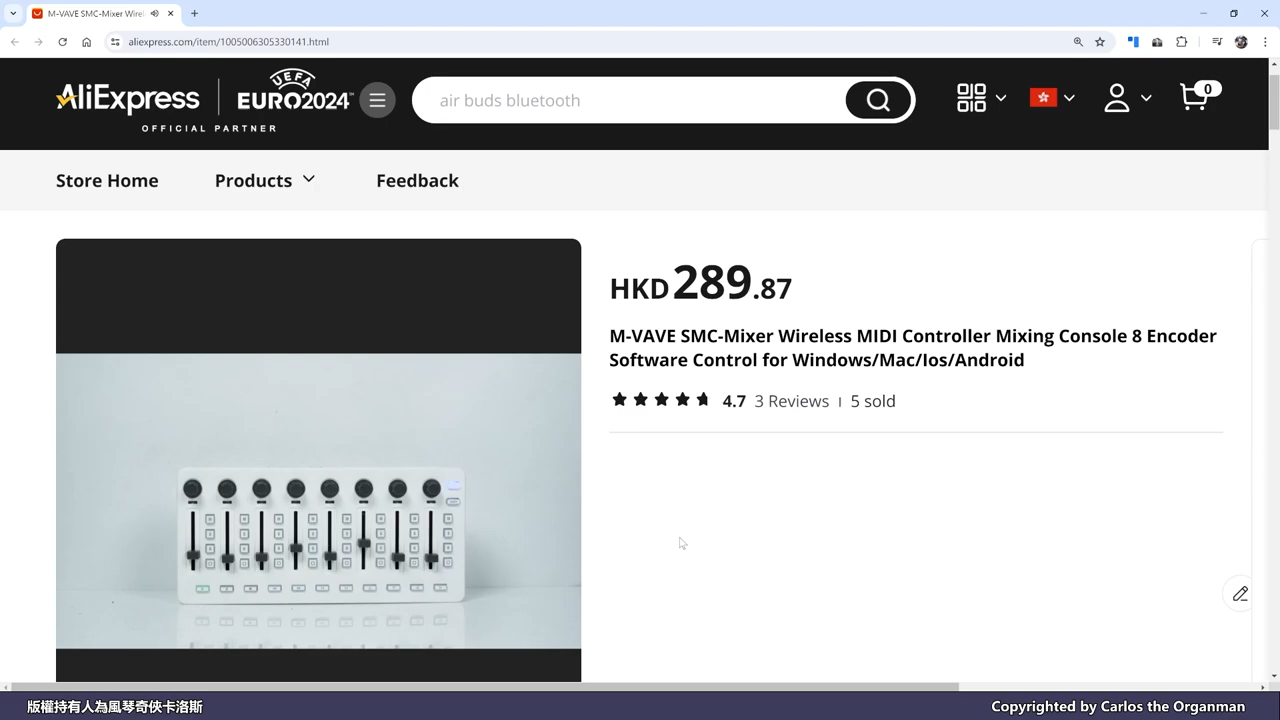 M-VAVE SMC-Mixer Wirel
aliexpress.com/item/1005006305330141.html
AliExpress
UEFA
EURO2024
OFFICIAL PARTNER
air buds bluetooth
0
Store Home
Products
Feedback
HKD289.87
M-VAVE SMC-Mixer Wireless MIDI Controller Mixing Console 8 Encoder
Software Control for Windows/Mac/Ios/Android
4.7 3 Reviews 5 sold
版權持有人為風琴奇俠卡洛斯
Copyrighted by Carlos the Organman